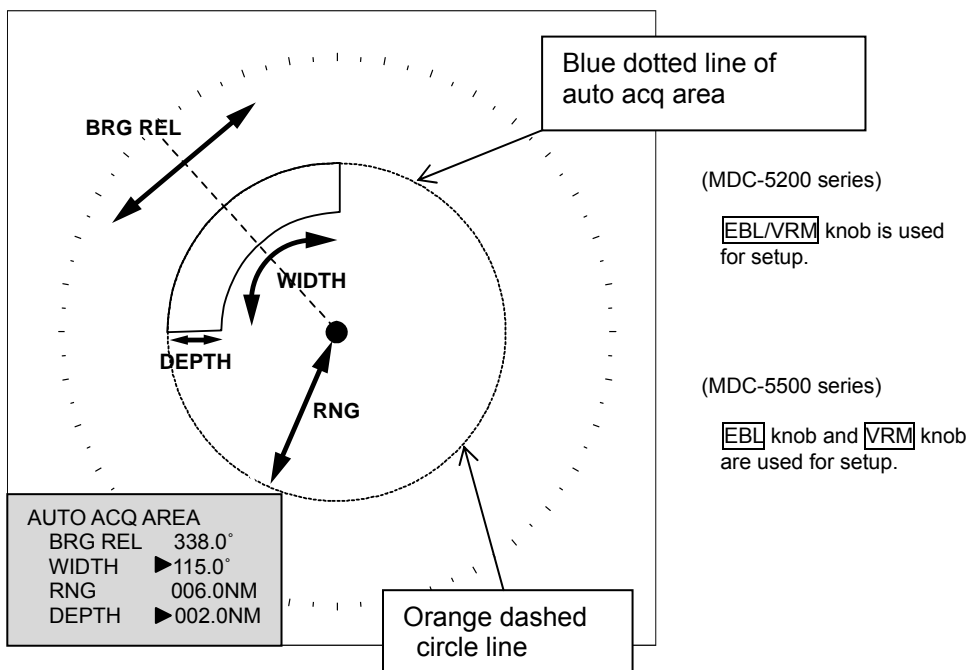 Blue dotted line of
auto acq area
BRG REL
(MDC-5200 series)
EBL/VRM knob is used
for setup.
WIDTH
DEPTH
RNG
(MDC-5500 series)
EBL knob and VRM knob
are used for setup.
AUTO ACQ AREA
BRG REL 338.0°
WIDTH ▶115.0°
RNG 006.0NM
DEPTH ▶002.0NM
Orange dashed
circle line